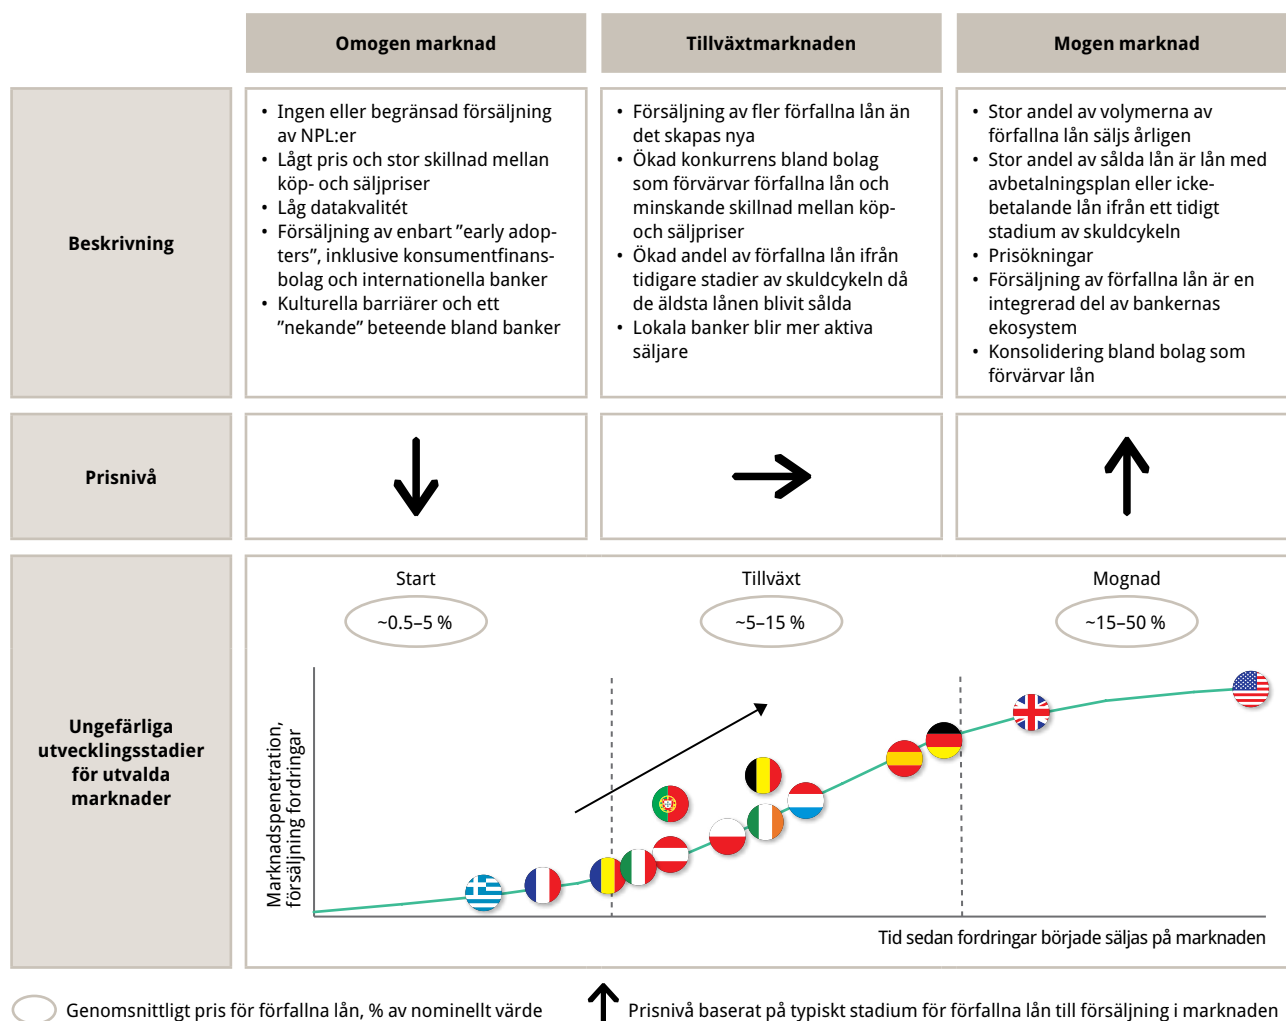 Omogen marknad
Tillväxtmarknaden
Mogen marknad
Beskrivning
• Ingen eller begränsad försäljning
av NPL:er
• Lågt pris och stor skillnad mellan
köp- och säljpriser
• Låg datakvalitét
• Försäljning av enbart ”early adop-
ters”, inklusive konsumentfinans-
bolag och internationella banker
• Kulturella barriärer och ett
”nekande” beteende bland banker
• Försäljning av fler förfallna lån än
det skapas nya
• Ökad konkurrens bland bolag
som förvärvar förfallna lån och
minskande skillnad mellan köp-
och säljpriser
• Ökad andel av förfallna lån ifrån
tidigare stadier av skuldcykeln då
de äldsta lånen blivit sålda
• Lokala banker blir mer aktiva
säljare
• Stor andel av volymerna av
förfallna lån säljs årligen
• Stor andel av sålda lån är lån med
avbetalningsplan eller icke-
betalande lån ifrån ett tidigt
stadium av skuldcykeln
• Prisökningar
• Försäljning av förfallna lån är en
integrerad del av bankernas
ekosystem
• Konsolidering bland bolag som
förvärvar lån
Prisnivå
Ungefärliga
utvecklingsstadier
för utvalda
marknader
Start
~0.5–5 %
Tillväxt
~5–15 %
Mognad
~15–50 %
Marknadspenetration,
försäljning fordringar
Tid sedan fordringar började säljas på marknaden
Genomsnittligt pris för förfallna lån, % av nominellt värde
Prisnivå baserat på typiskt stadium för förfallna lån till försäljning i marknaden